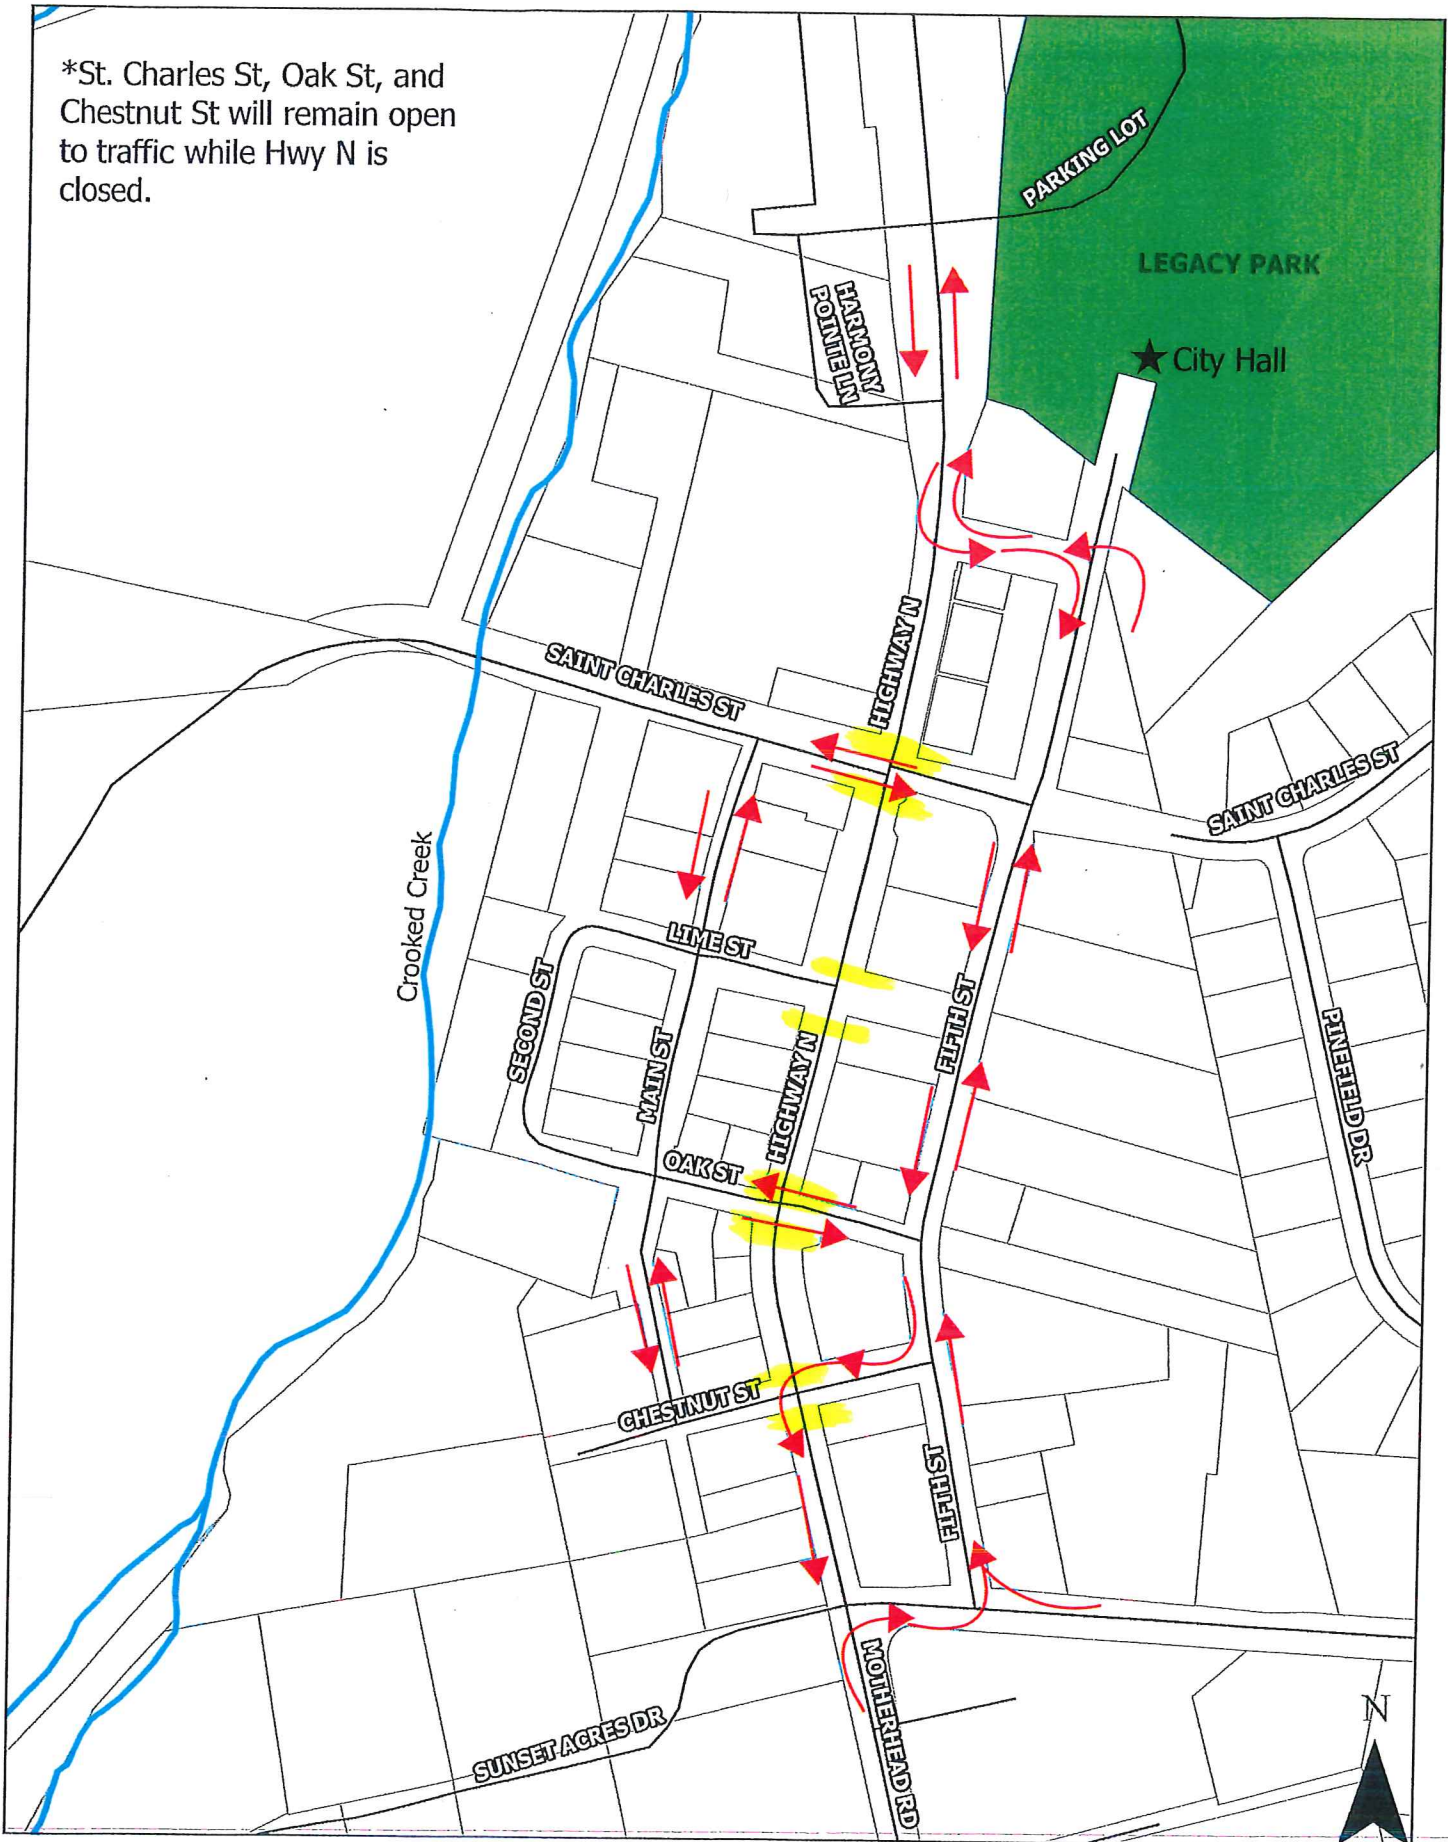 *St. Charles St, Oak St, and
Chestnut St will remain open
to traffic while Hwy N is
closed.
PARKING LOT
LEGACY PARK
HARMONY
POINTE LN
City Hall
HIGHWAY N
SAINT CHARLES ST
SAINT CHARLES ST
Crooked Creek
LIME ST
SECOND ST
MAIN ST
HIGHWAY N
FIFTH ST
PINEFIELD DR
OAK ST
CHESTNUT ST
FIFTH ST
MOTHERHEAD RD
SUNSET ACRES DR
N